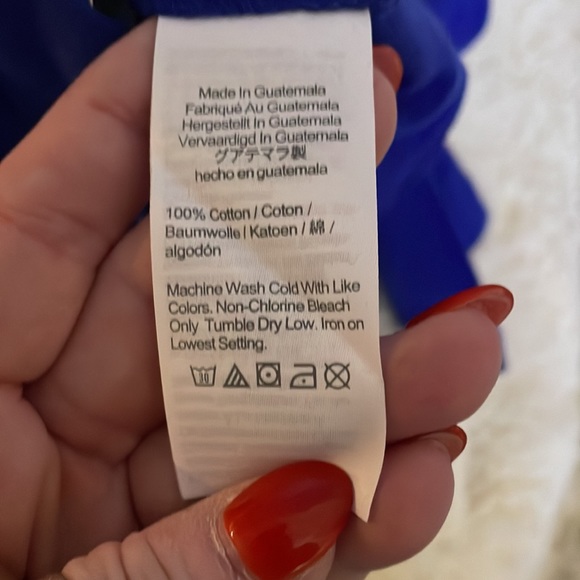 Made In Guatemala
Fabriqué Au Guatemala
Hergestellt In Guatemala
Vervaardigd In Guatemala
グアテマラ製
hecho en guatemala
100% Cotton / Coton /
Baumwolle / Katoen / 綿 /
algodón
Machine Wash Cold With Like
Colors. Non-Chlorine Bleach
Only Tumble Dry Low. Iron on
Lowest Setting.
30